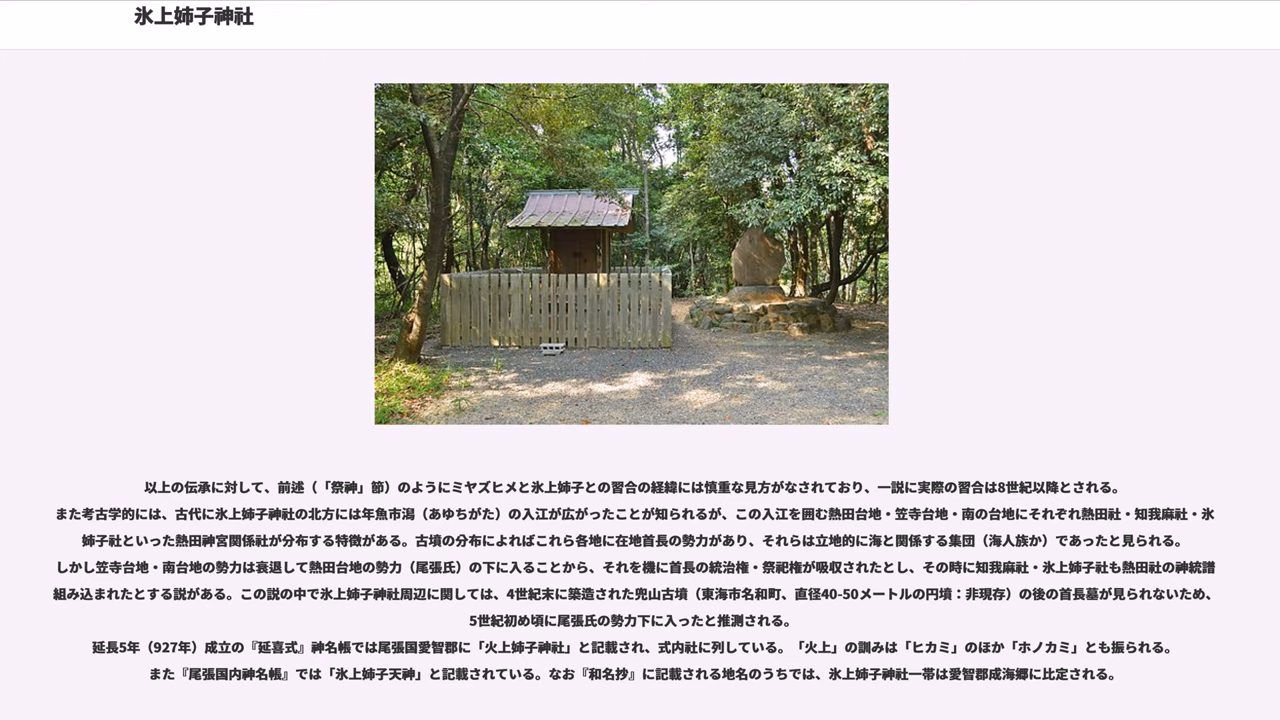 氷上姉子神社
以上の伝承に対して、前述（「祭神」節）のようにミヤズヒメと氷上姉子との習合の経緯には慎重な見方がなされており、一説に実際の習合は8世紀以降とされる。
また考古学的には、古代に氷上姉子神社の北方には年魚市潟（あゆちがた）の入江が広がったことが知られるが、この入江を囲む熱田台地・笠寺台地・南の台地にそれぞれ熱田社・知我麻社・氷
姉子社といった熱田神宮関係社が分布する特徴がある。古墳の分布によればこれら各地に在地首長の勢力があり、それらは立地的に海と関係する集団（海人族か）であったと見られる。
しかし笠寺台地・南台地の勢力は衰退して熱田台地の勢力（尾張氏）の下に入ることから、それを機に首長の統治権・祭祀権が吸収されたとし、その時に知我麻社・氷上姉子社も熱田社の神統譜
組み込まれたとする説がある。この説の中で氷上姉子神社周辺に関しては、4世紀末に築造された兜山古墳（東海市名和町、直径40-50メートルの円墳：非現存）の後の首長墓が見られないため、
5世紀初め頃に尾張氏の勢力下に入ったと推測される。
延長5年（927年）成立の『延喜式』神名帳では尾張国愛智郡に「火上姉子神社」と記載され、式内社に列している。「火上」の訓みは「ヒカミ」のほか「ホノカミ」とも振られる。
また『尾張国内神名帳』では「氷上姉子天神」と記載されている。なお『和名抄』に記載される地名のうちでは、氷上姉子神社一帯は愛智郡成海郷に比定される。